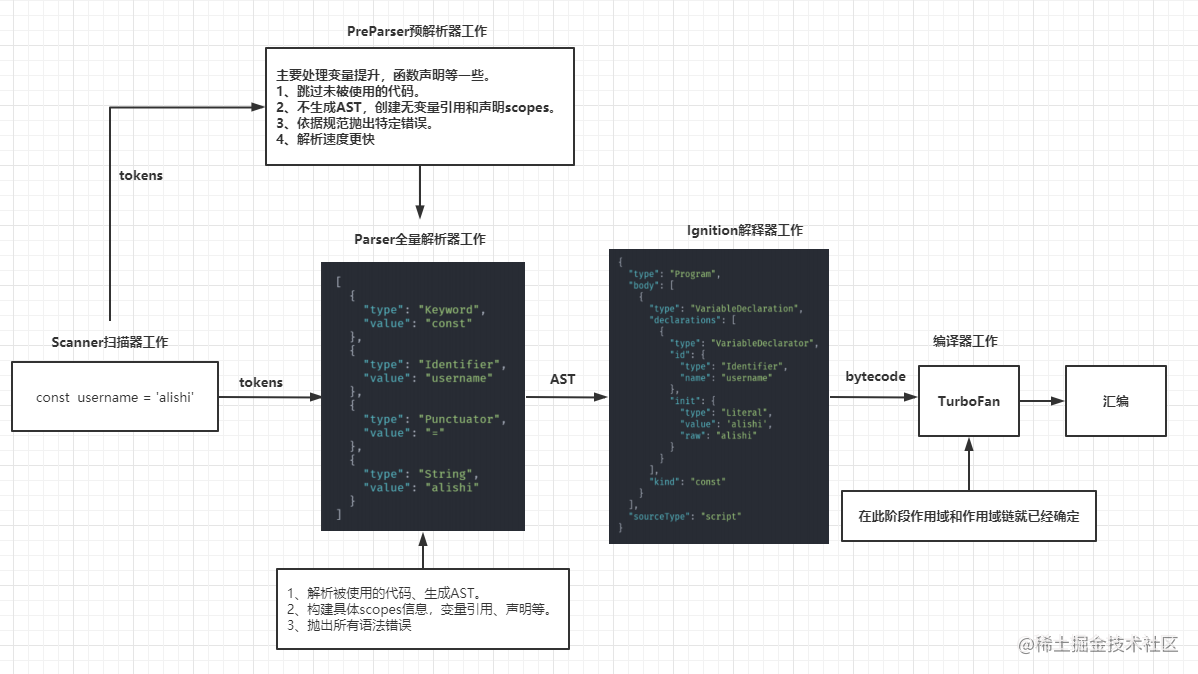 PreParser预解析器工作
主要处理变量提升，函数声明等一些。
1、跳过未被使用的代码。
2、不生成AST，创建无变量引用和声明scopes。
3、依据规范抛出特定错误。
4、解析速度更快
tokens
Scanner扫描器工作
const username = 'alishi'
tokens
Parser全量解析器工作
[
{
"type": "Keyword",
"value": "const"
},
{
"type": "Identifier",
"value": "username"
},
{
"type": "Punctuator",
"value": "="
},
{
"type": "String",
"value": "alishi"
}
]
1、解析被使用的代码、生成AST。
2、构建具体scopes信息，变量引用、声明等。
3、抛出所有语法错误
AST
Ignition解释器工作
{
"type": "Program",
"body": [
{
"type": "VariableDeclaration",
"declarations": [
{
"type": "VariableDeclarator",
"id": {
"type": "Identifier",
"name": "username"
},
"init": {
"type": "Literal",
"value": 'alishi',
"raw": "alishi"
}
}
],
"kind": "const"
}
],
"sourceType": "script"
}
bytecode
编译器工作
TurboFan
汇编
在此阶段作用域和作用域链就已经确定
@稀土掘金技术社区